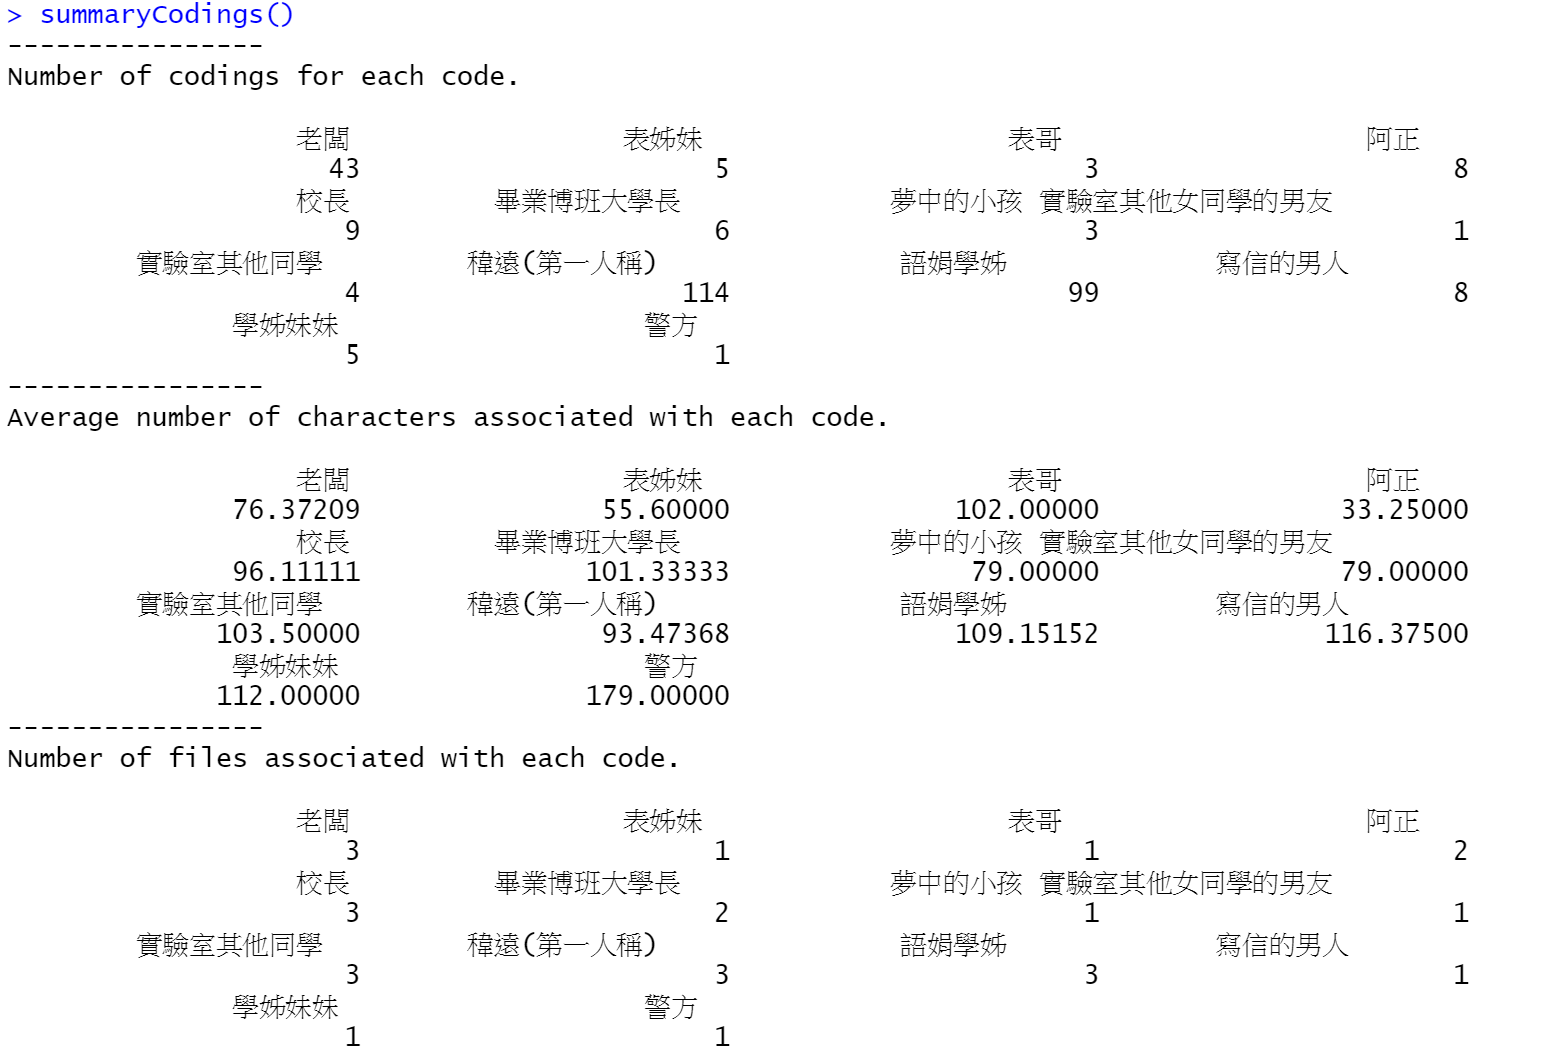 > summaryCodings()
----------------
Number of codings for each code.
老闆 表姊妹 表哥 阿正
43 5 3 8
校長 畢業博班大學長 夢中的小孩 實驗室其他女同學的男友
9 6 3 1
實驗室其他同學 稦遠(第一人稱) 語娟學姊 寫信的男人
4 114 99 8
學姊妹妹 警方
5 1
----------------
Average number of characters associated with each code.
老闆 表姊妹 表哥 阿正
76.37209 55.60000 102.00000 33.25000
校長 畢業博班大學長 夢中的小孩 實驗室其他女同學的男友
96.11111 101.33333 79.00000 79.00000
實驗室其他同學 稦遠(第一人稱) 語娟學姊 寫信的男人
103.50000 93.47368 109.15152 116.37500
學姊妹妹 警方
112.00000 179.00000
----------------
Number of files associated with each code.
老闆 表姊妹 表哥 阿正
3 1 1 2
校長 畢業博班大學長 夢中的小孩 實驗室其他女同學的男友
3 2 1 1
實驗室其他同學 稦遠(第一人稱) 語娟學姊 寫信的男人
3 3 3 1
學姊妹妹 警方
1 1